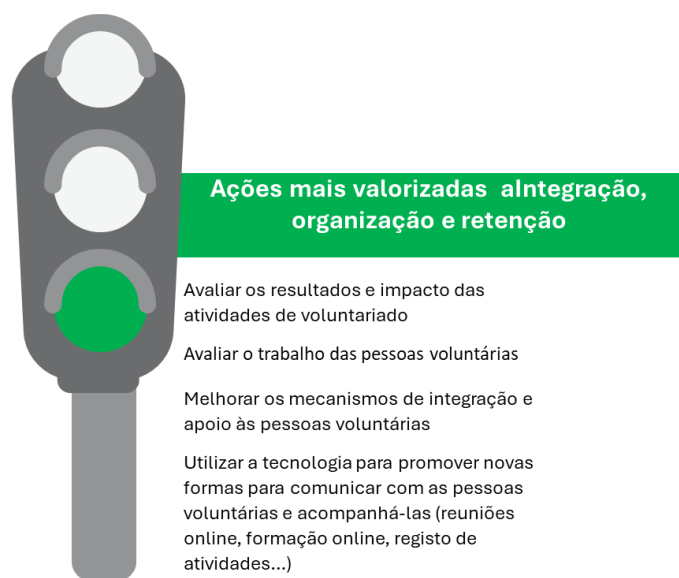 Ações mais valorizadas  aIntegração,
organização e retenção
Avaliar os resultados e impacto das
atividades de voluntariado
Avaliar o trabalho das pessoas voluntárias
Melhorar os mecanismos de integração e
apoio às pessoas voluntárias
Utilizar a tecnologia para promover novas
formas para comunicar com as pessoas
voluntárias e acompanhá-las (reuniões
online, formação online, registo de
atividades...)